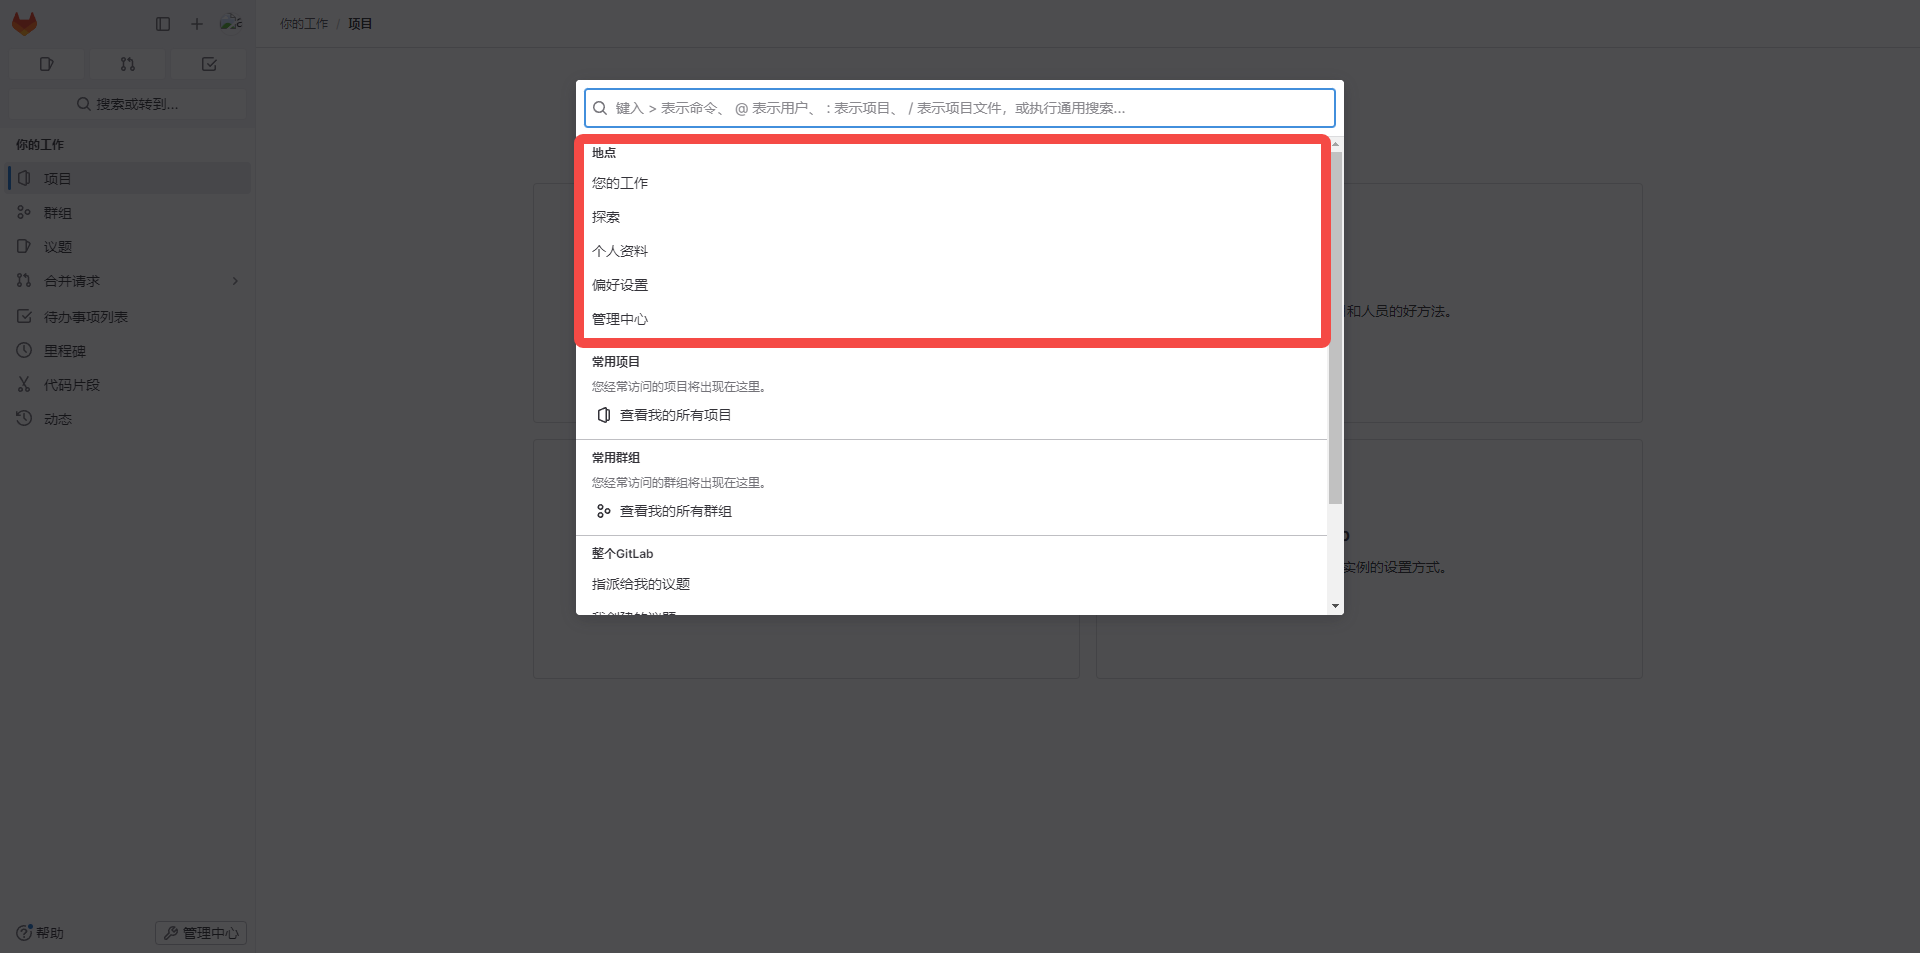 你的工作 / 项目
搜索或转到...
你的工作
项目
群组
议题
合并请求
待办事项列表
里程碑
代码片段
动态
帮助
管理中心
键入 > 表示命令、 @ 表示用户、 : 表示项目、 / 表示项目文件，或执行通用搜索...
地点
您的工作
探索
个人资料
偏好设置
管理中心
常用项目
您经常访问的项目将出现在这里。
查看我的所有项目
常用群组
您经常访问的群组将出现在这里。
查看我的所有群组
整个GitLab
指派给我的议题
和人员的好方法。
实例的设置方式。